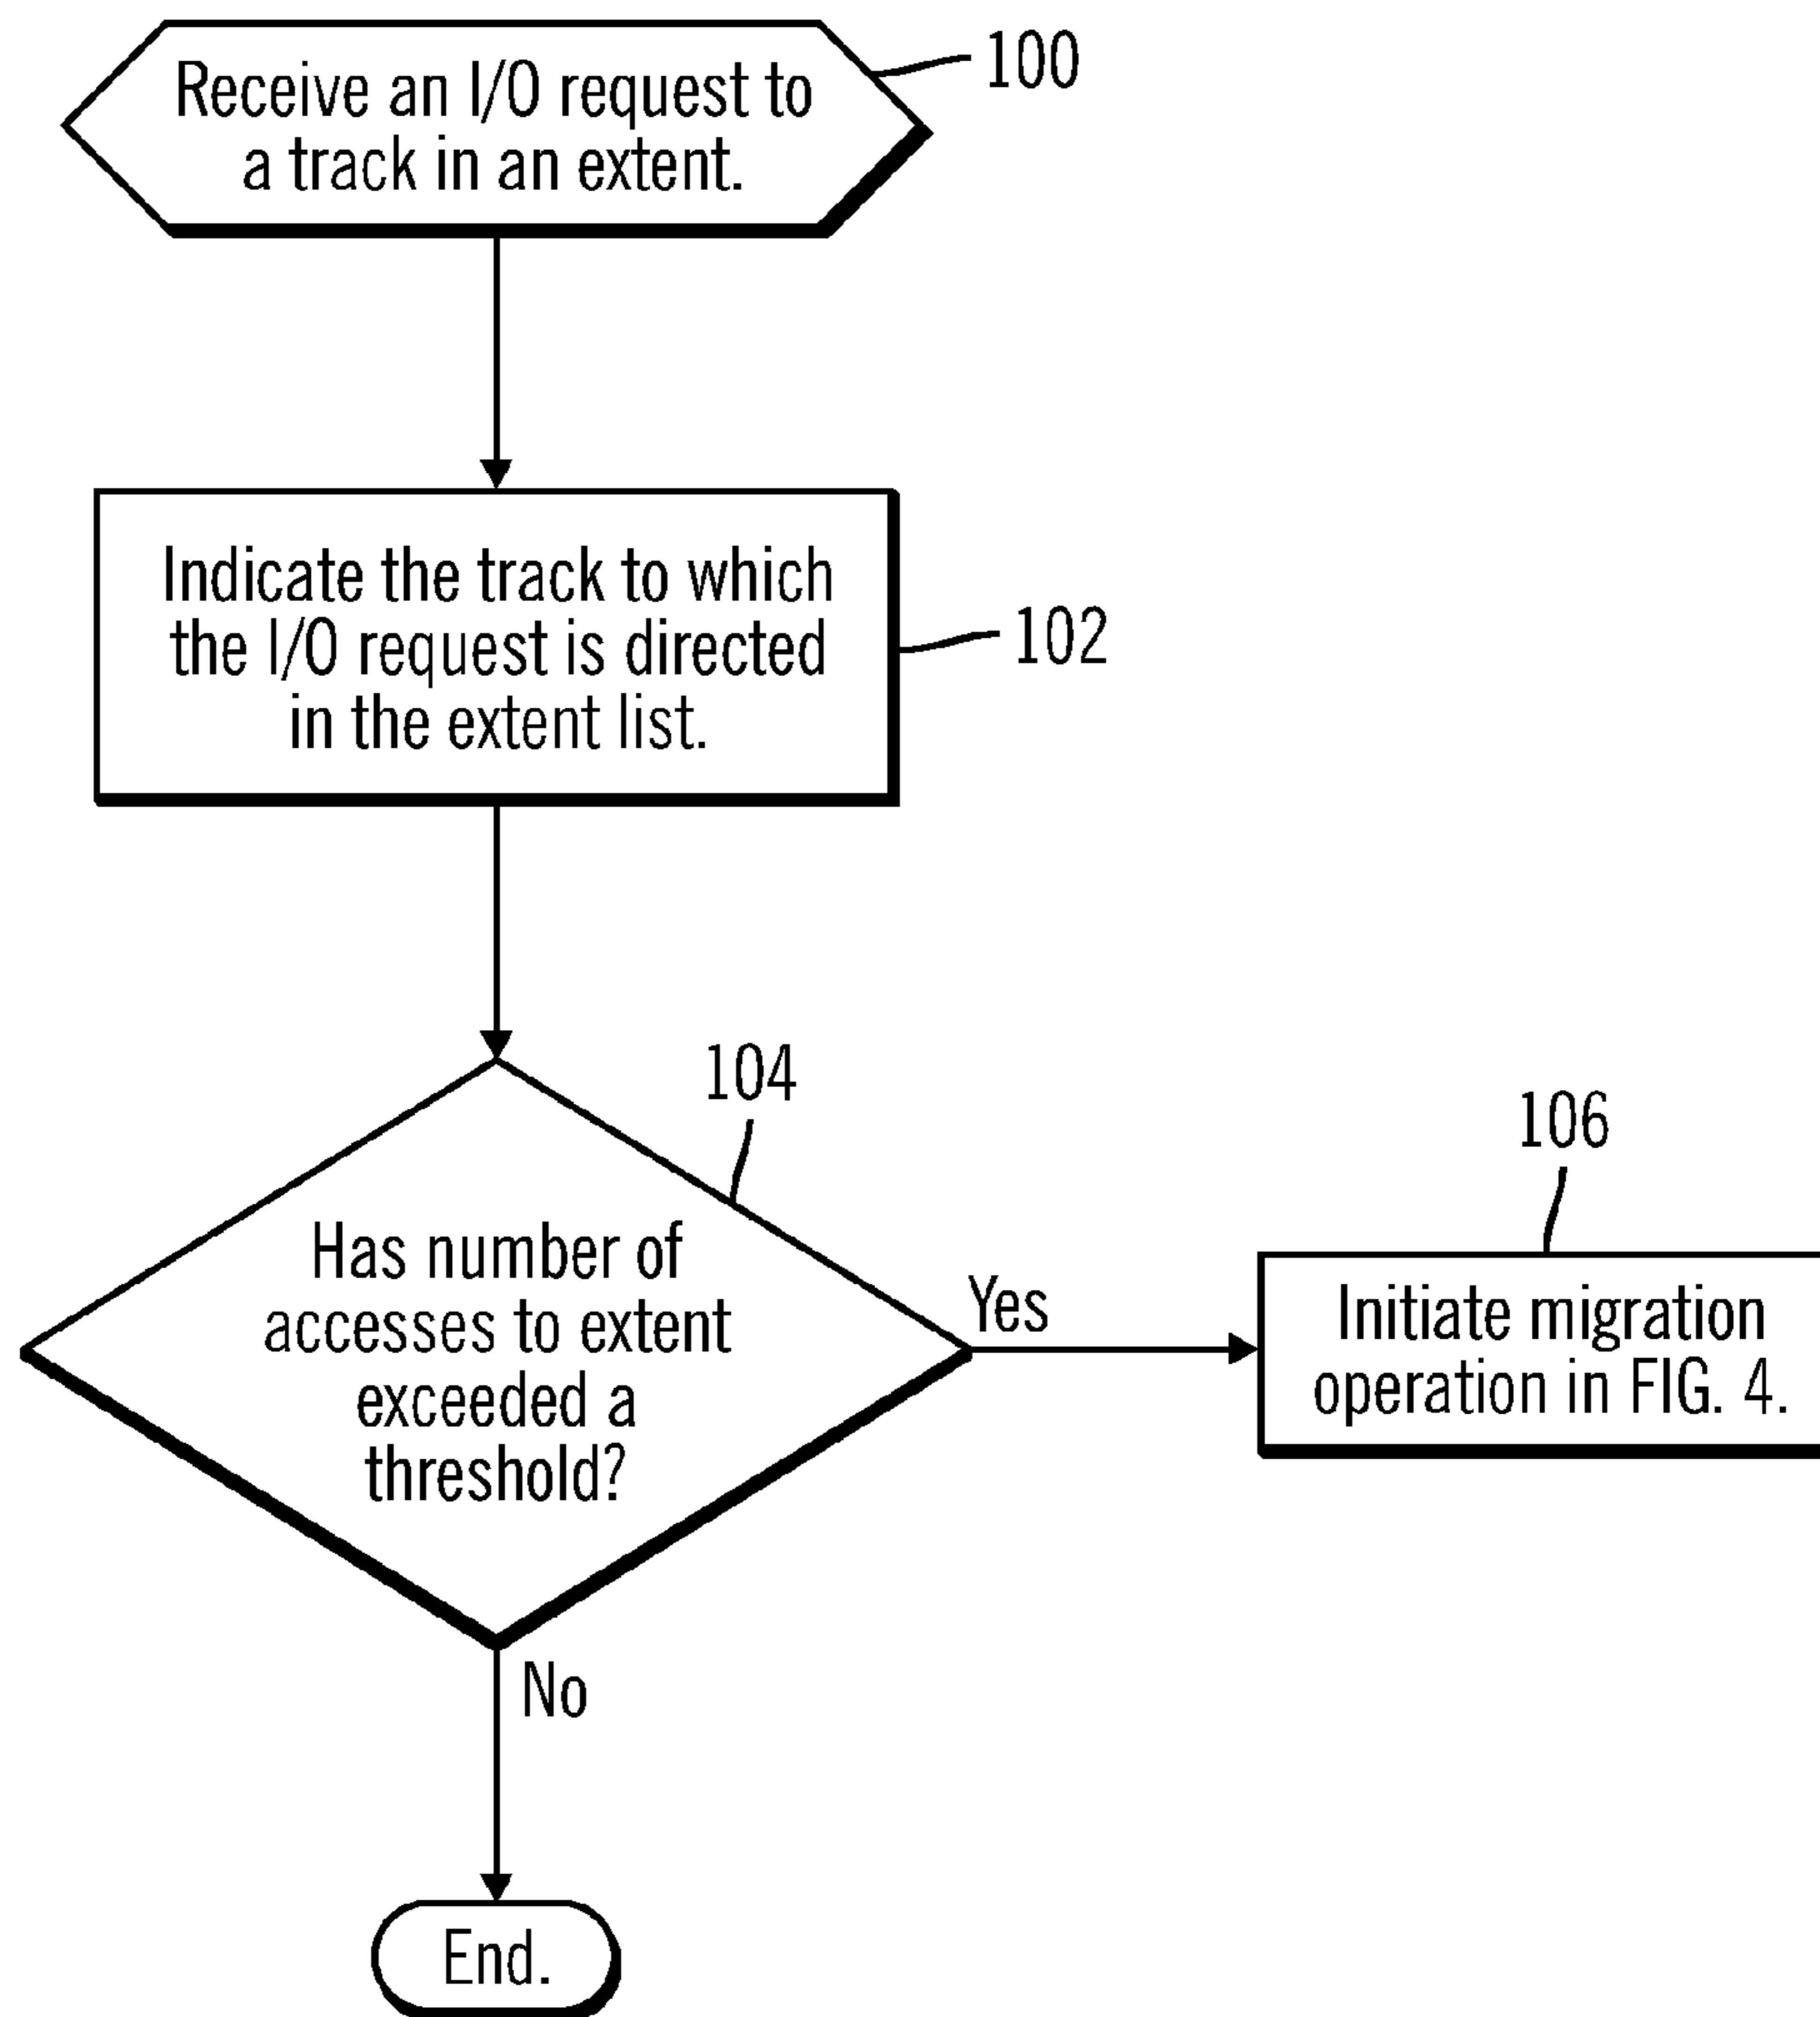 Receive an I/O request to
a track in an extent.
100
Indicate the track to which
the I/O request is directed
in the extent list.
102
104
Has number of
accesses to extent
exceeded a
threshold?
Yes
106
Initiate migration
operation in FIG. 4.
No
End.